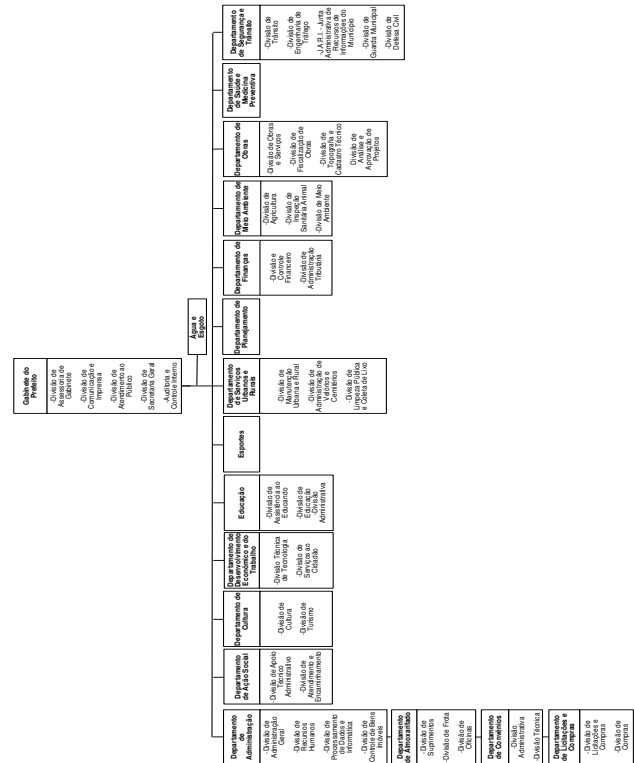 Gabinete do
Prefeito
-Divisão de
Assessoria de
Gabinete
-Divisão de
Comunicação e
Imprensa
-Divisão de
Atendimento ao
Público
-Divisão de
Secretaria Geral
-Auditoria e
Controle Interno
Água e
Esgoto
Departamento
de
Administração
-Divisão de
Administração
Geral
-Divisão de
Recursos
Humanos
-Divisão de
Processamento
de Dados e
Informática
-Divisão de
Controle de Bens
Imóveis
Departamento
de Almoxarifado
-Divisão de
Suprimentos
-Divisão de Frota
-Divisão de
Oficinas
Departamento
de Convênios
-Divisão
Administrativa
-Divisão Técnica
Departamento
de Licitações e
Compras
-Divisão de
Licitações e
Compras
-Divisão de
Compras
Departamento
de Ação Social
-Divisão de Apoio
Técnico
Administrativo
-Divisão de
Atendimento e
Encaminhamento
Departamento de
Cultura
-Divisão de
Cultura
-Divisão de
Turismo
Departamento de
Desenvolvimento
Econômico e do
Trabalho
-Divisão Técnica
de Tecnologia
-Divisão de
Serviços ao
Cidadão
Educação
-Divisão de
Assistência ao
Educando
-Divisão de
Educação
-Divisão
Administrativa
Esportes
Departamento
de Serviços
Urbanos e
Rurais
-Divisão de
Manutenção
Urbana e Rural
-Divisão de
Administração de
Velórios e
Cemitérios
-Divisão de
Limpeza Pública
e Coleta de Lixo
Departamento de
Planejamento
Departamento de
Finanças
-Divisão e
Controle
Financeiro
-Divisão de
Administração
Tributária
Departamento de
Meio Ambiente
-Divisão de
Agricultura
-Divisão de
Inspeção
Sanitária Animal
-Divisão de Meio
Ambiente
Departamento de
Obras
-Divisão de Obras
e Serviços
-Divisão de
Fiscalização de
Obras
-Divisão de
Topografia e
Cadastro Técnico
Divisão de
Análise e
Aprovação de
Projetos
Departamento
de Saúde e
Medicina
Preventiva
Departamento
de Segurança e
Trânsito
-Divisão de
Trânsito
-Divisão de
Engenharia de
Tráfego
-J.A.R.I. - Junta
Administrativa de
Recursos de
Informações do
Município
-Divisão de
Guarda Municipal
-Divisão de
Defesa Civil